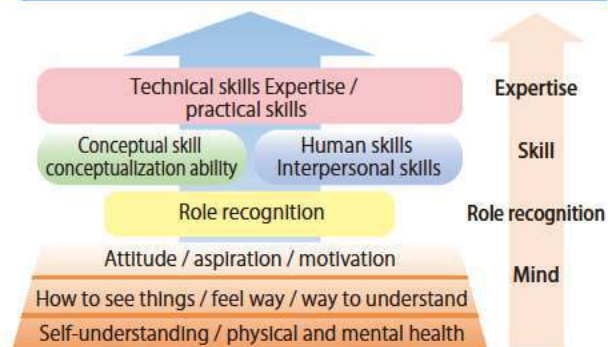 Technical skills Expertise /
practical skills
Expertise
Conceptual skill
conceptualization ability
Human skills
Interpersonal skills
Skill
Role recognition
Role recognition
Attitude / aspiration / motivation
How to see things / feel way / way to understand
Self-understanding / physical and mental health
Mind